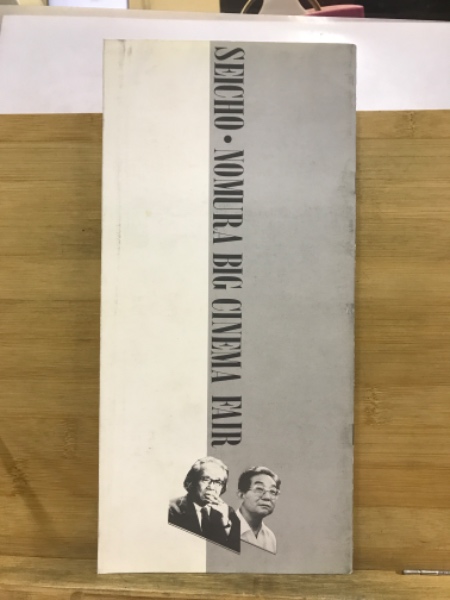 SEICHO・NOMURA BIG CINEMA FAIR